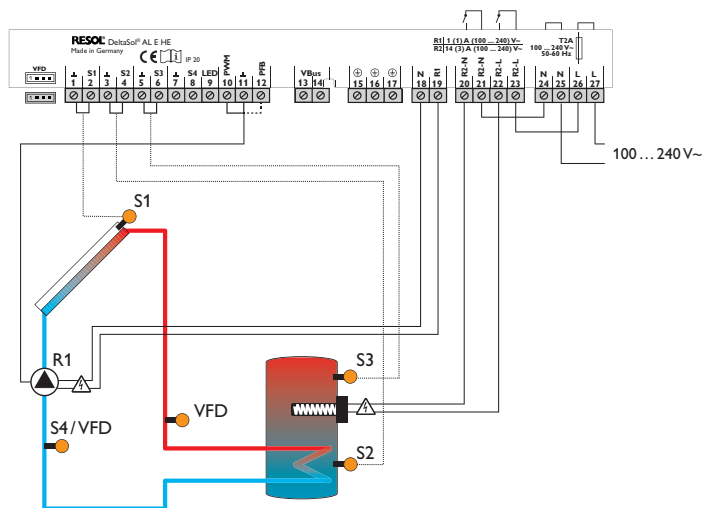 RESOL® DeltaSol® AL E HE
Made in Germany
CE i IP 20
R1 1 (1) A (100 ... 240) V~
R2 14 (3) A (100 ... 240) V~
T2A
100 ... 240 V~
50-60 Hz
VFD
S1 S2 S3 S4 LED PWM PFB
1 2 3 4 5 6 7 8 9 10 11 12
VBus
13 14
15 16 17
N R1 R2-N R2-N R2-L R2-L N N L L
18 19 20 21 22 23 24 25 26 27
100 ... 240 V~
S1
R1
S3
S4 / VFD
VFD
S2